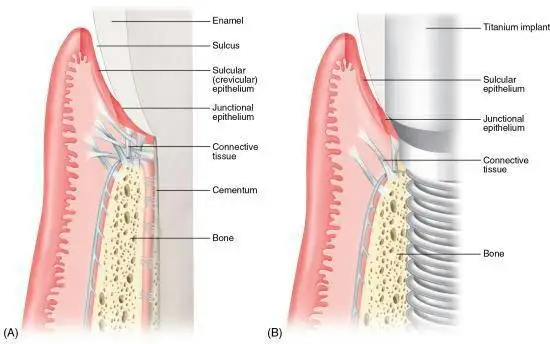 Enamel
Sulcus
Sulcular
(crevicular)
epithelium
Junctional
epithelium
Connective
tissue
Cementum
Bone
(A)
Titanium implant
Sulcular
epithelium
Junctional
epithelium
Connective
tissue
Bone
(B)